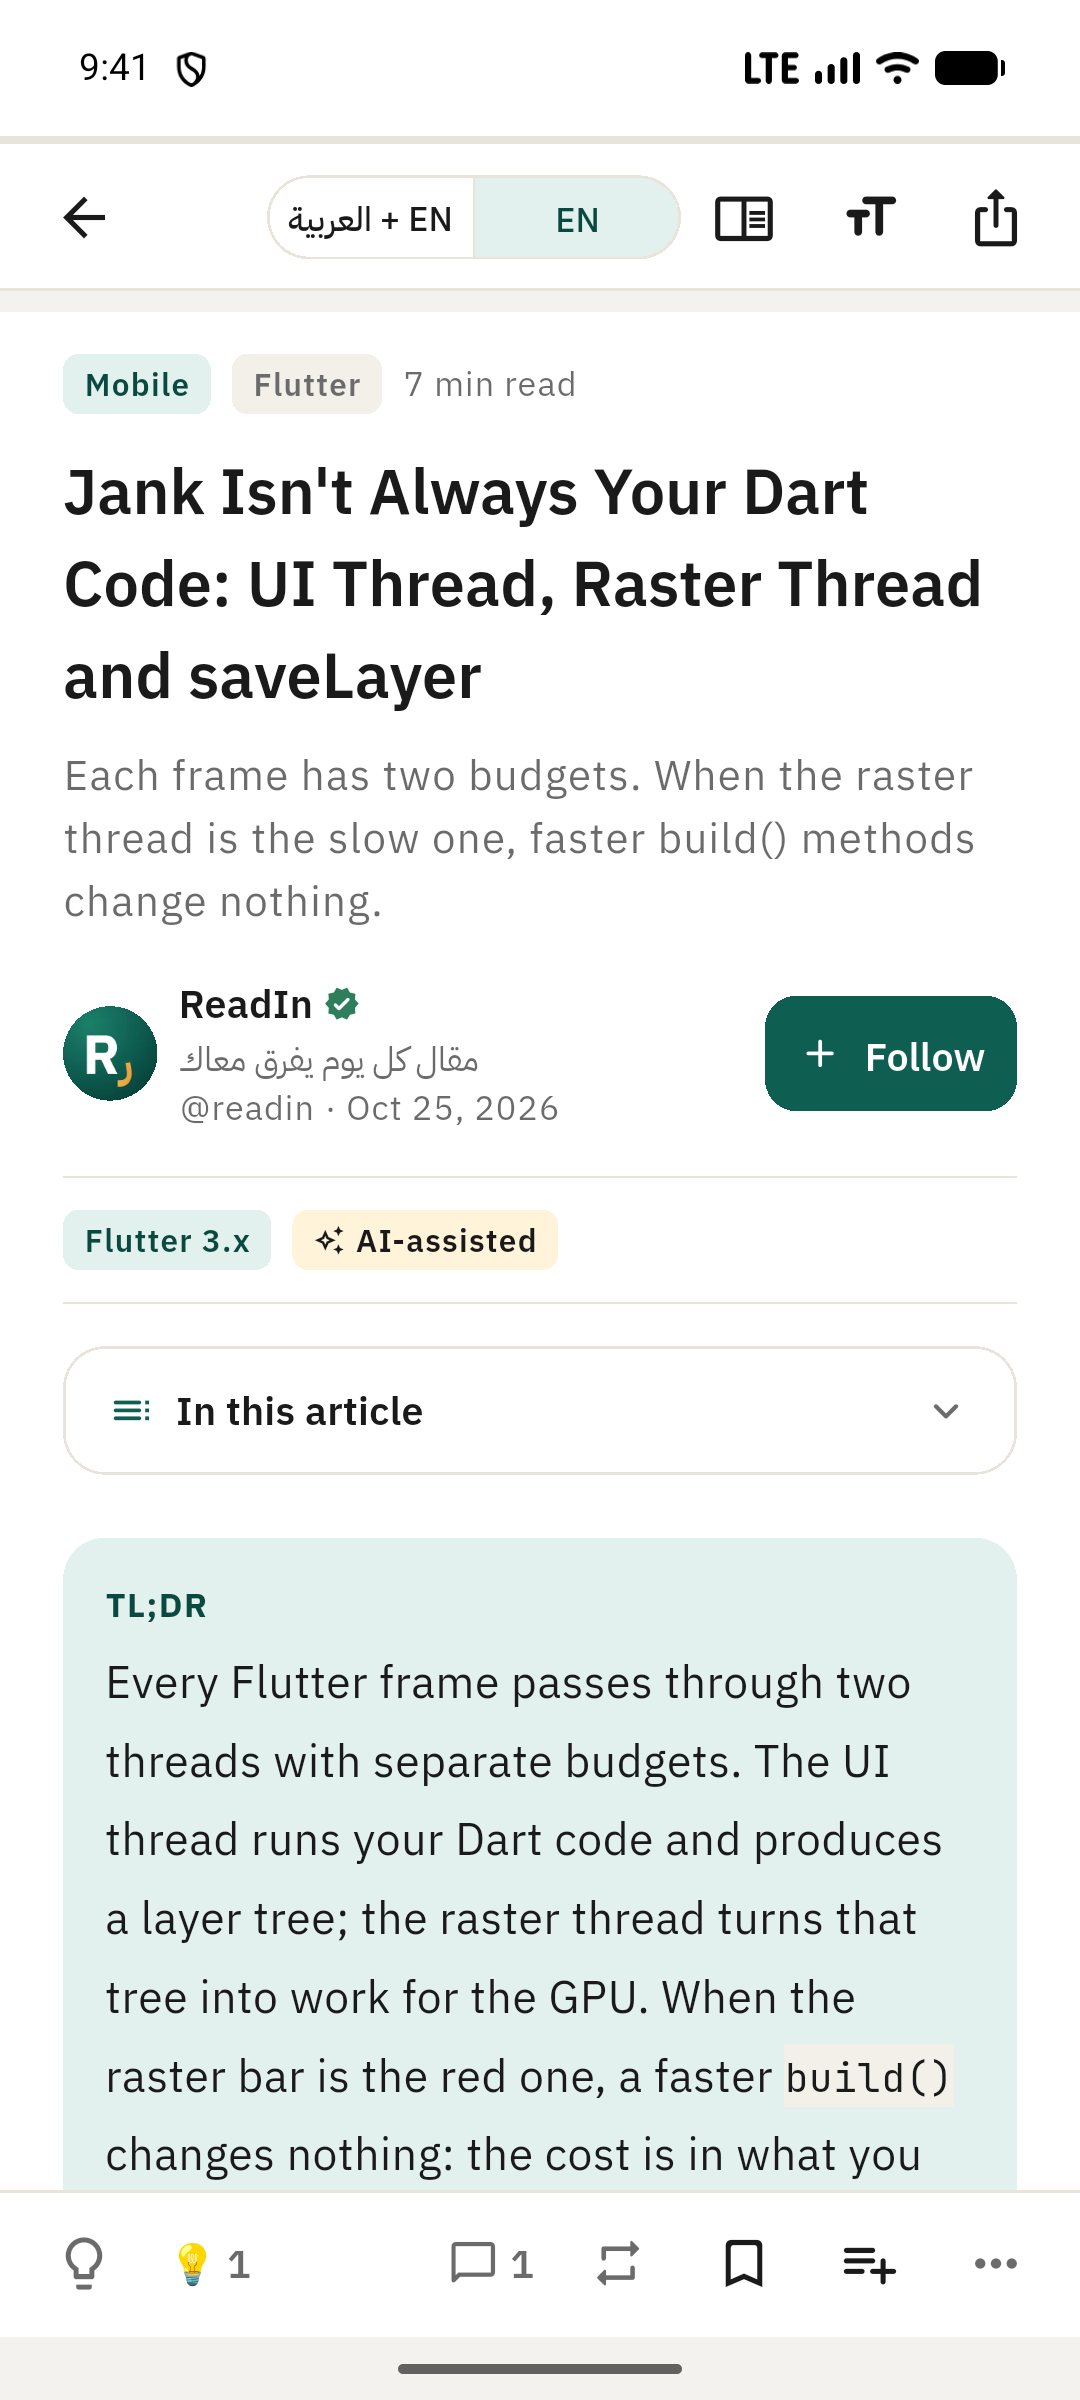 9:41
LTE
العربية + EN
EN
Mobile
Flutter
7 min read
Jank Isn't Always Your Dart
Code: UI Thread, Raster Thread
and saveLayer
Each frame has two budgets. When the raster
thread is the slow one, faster build() methods
change nothing.
ReadIn
مقال كل يوم يفرق معاك
@readin · Oct 25, 2026
+ Follow
Flutter 3.x
AI-assisted
In this article
TL;DR
Every Flutter frame passes through two
threads with separate budgets. The UI
thread runs your Dart code and produces
a layer tree; the raster thread turns that
tree into work for the GPU. When the
raster bar is the red one, a faster build()
changes nothing: the cost is in what you
1
1